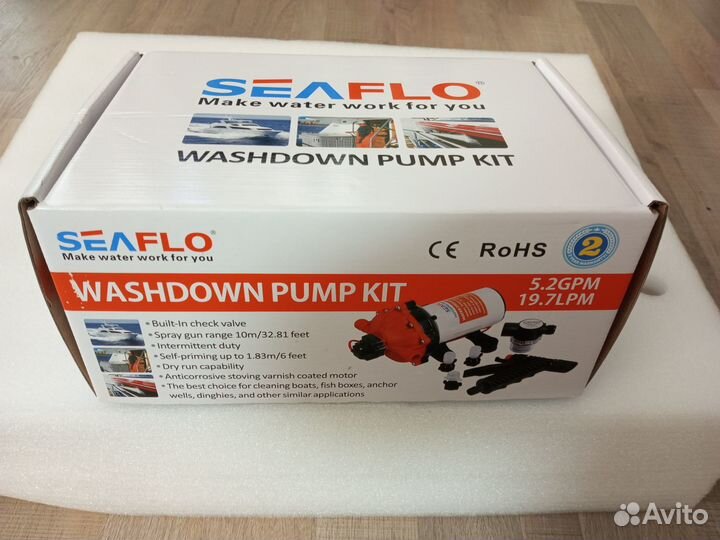 SEAFLO®
Make water work for you
WASHDOWN PUMP KIT
SEAFLO®
Make water work for you
CE RoHS 2
WASHDOWN PUMP KIT
5.2GPM
19.7LPM
• Built-In check valve
• Spray gun range 10m/32.81 feet
• Intermittent duty
• Self-priming up to 1.83m/6 feet
• Dry run capability
• Anticorrosive stoving varnish coated motor
• The best choice for cleaning boats, fish boxes, anchor
wells, dinghies, and other similar applications
Avito